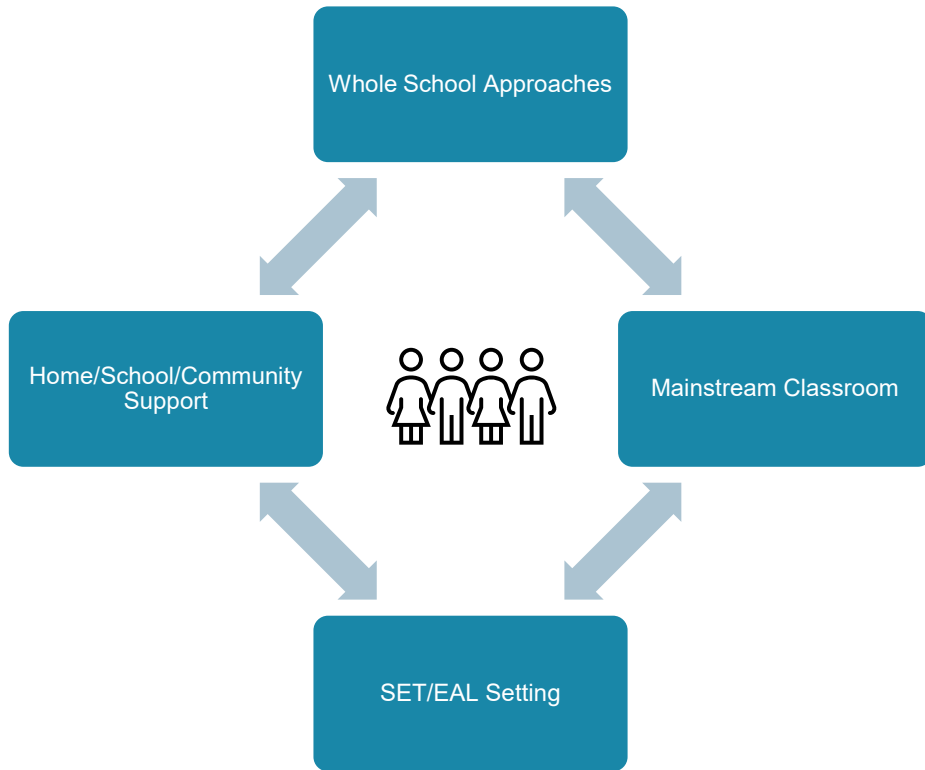 Whole School Approaches
Home/School/Community
Support
Mainstream Classroom
SET/EAL Setting